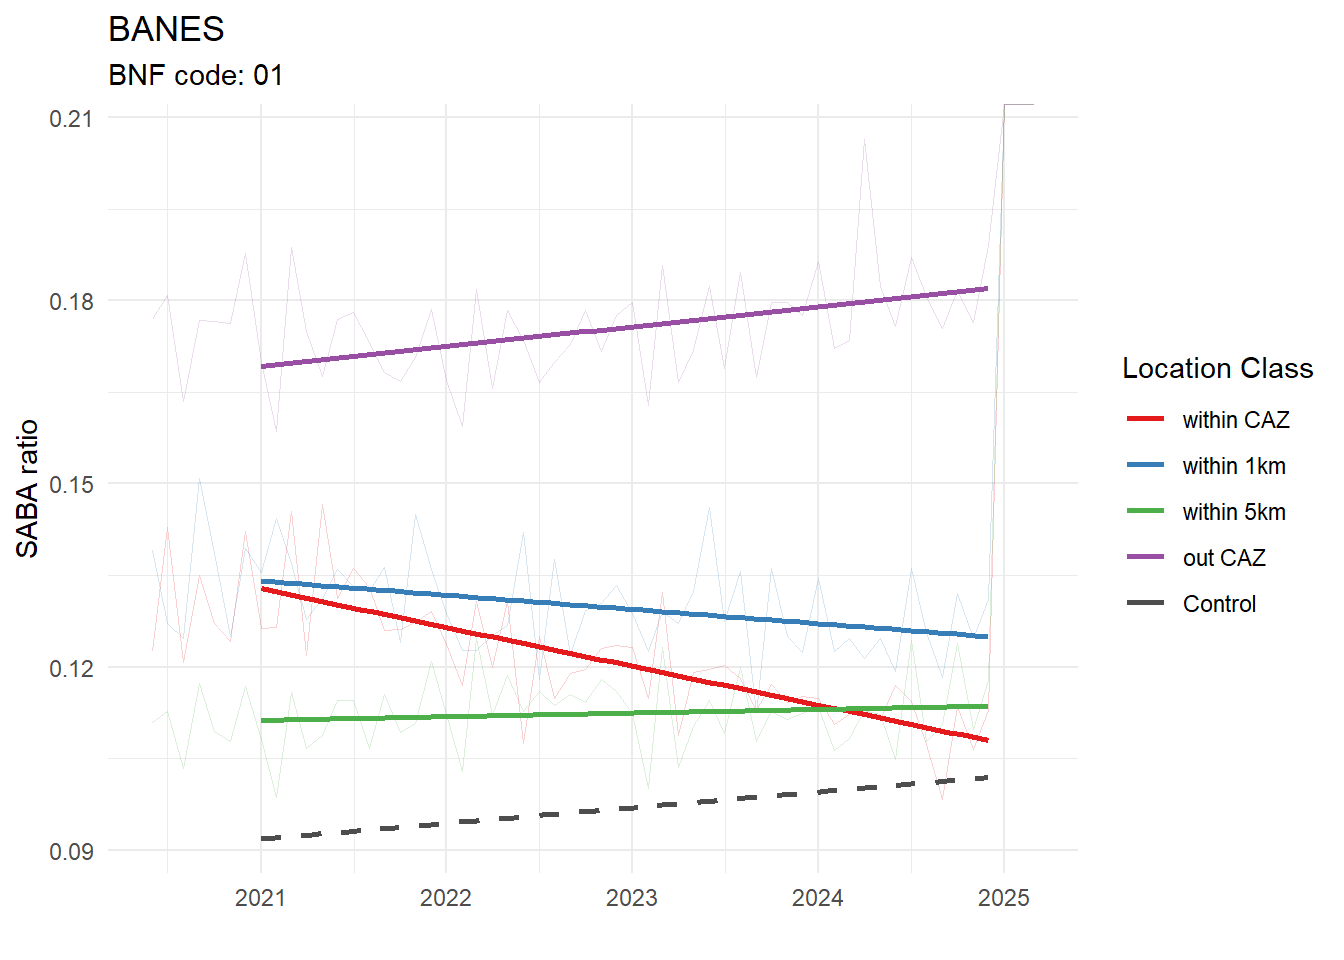 BANES
BNF code: 01
0.21
0.18
0.15
0.12
0.09
SABA ratio
2021 2022 2023 2024 2025
Location Class
within CAZ
within 1km
within 5km
out CAZ
Control